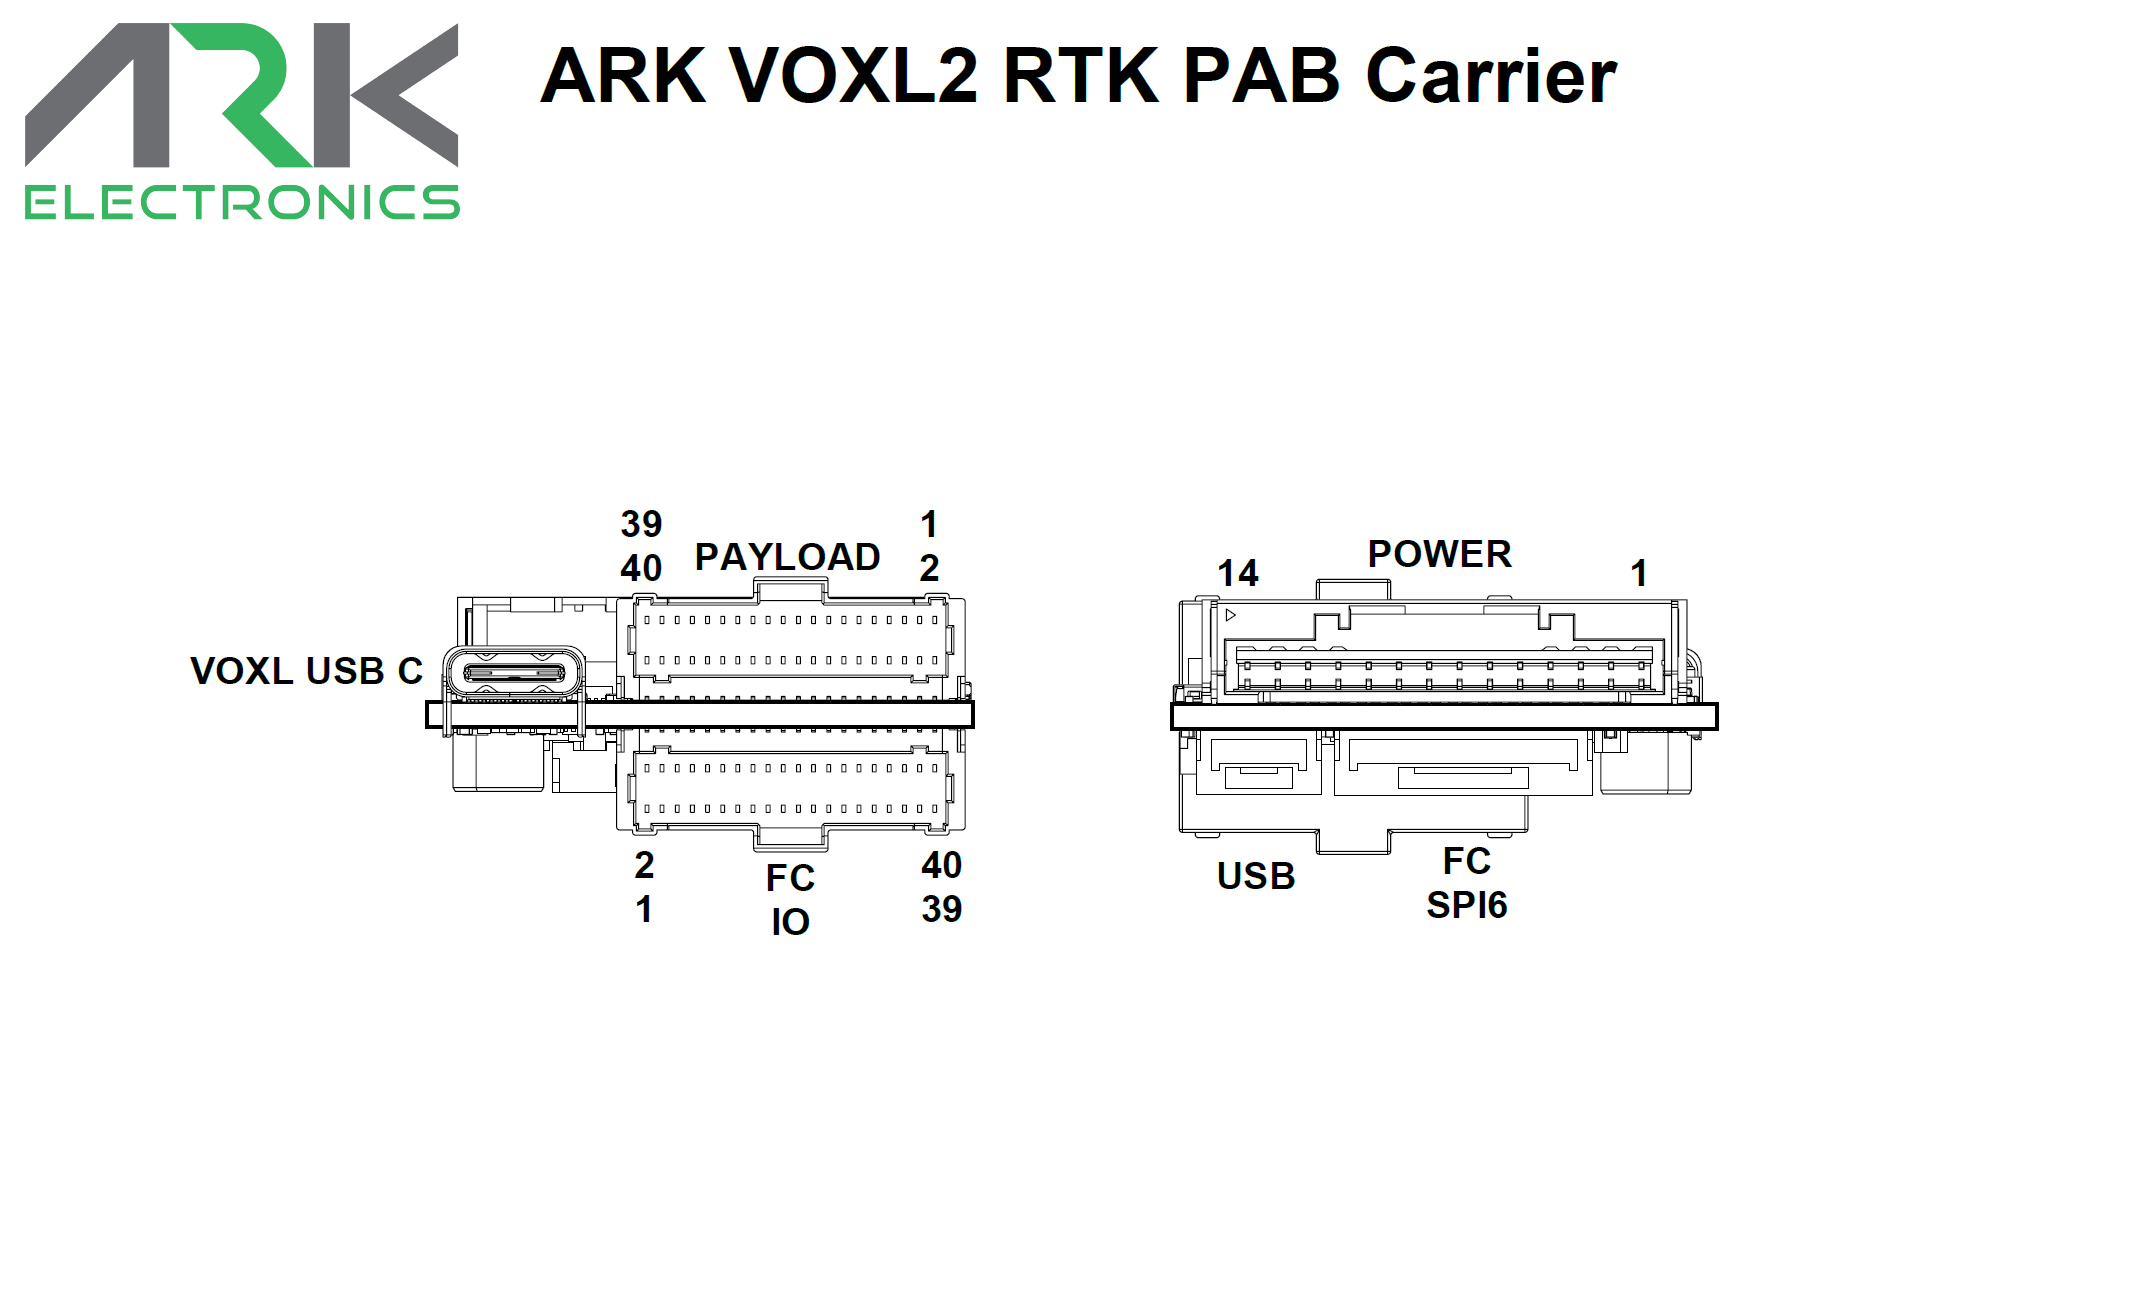 ARK
ELECTRONICS
ARK VOXL2 RTK PAB Carrier
39
40
PAYLOAD
1
2
VOXL USB C
2
1
FC
IO
40
39
14
POWER
1
USB
FC
SPI6